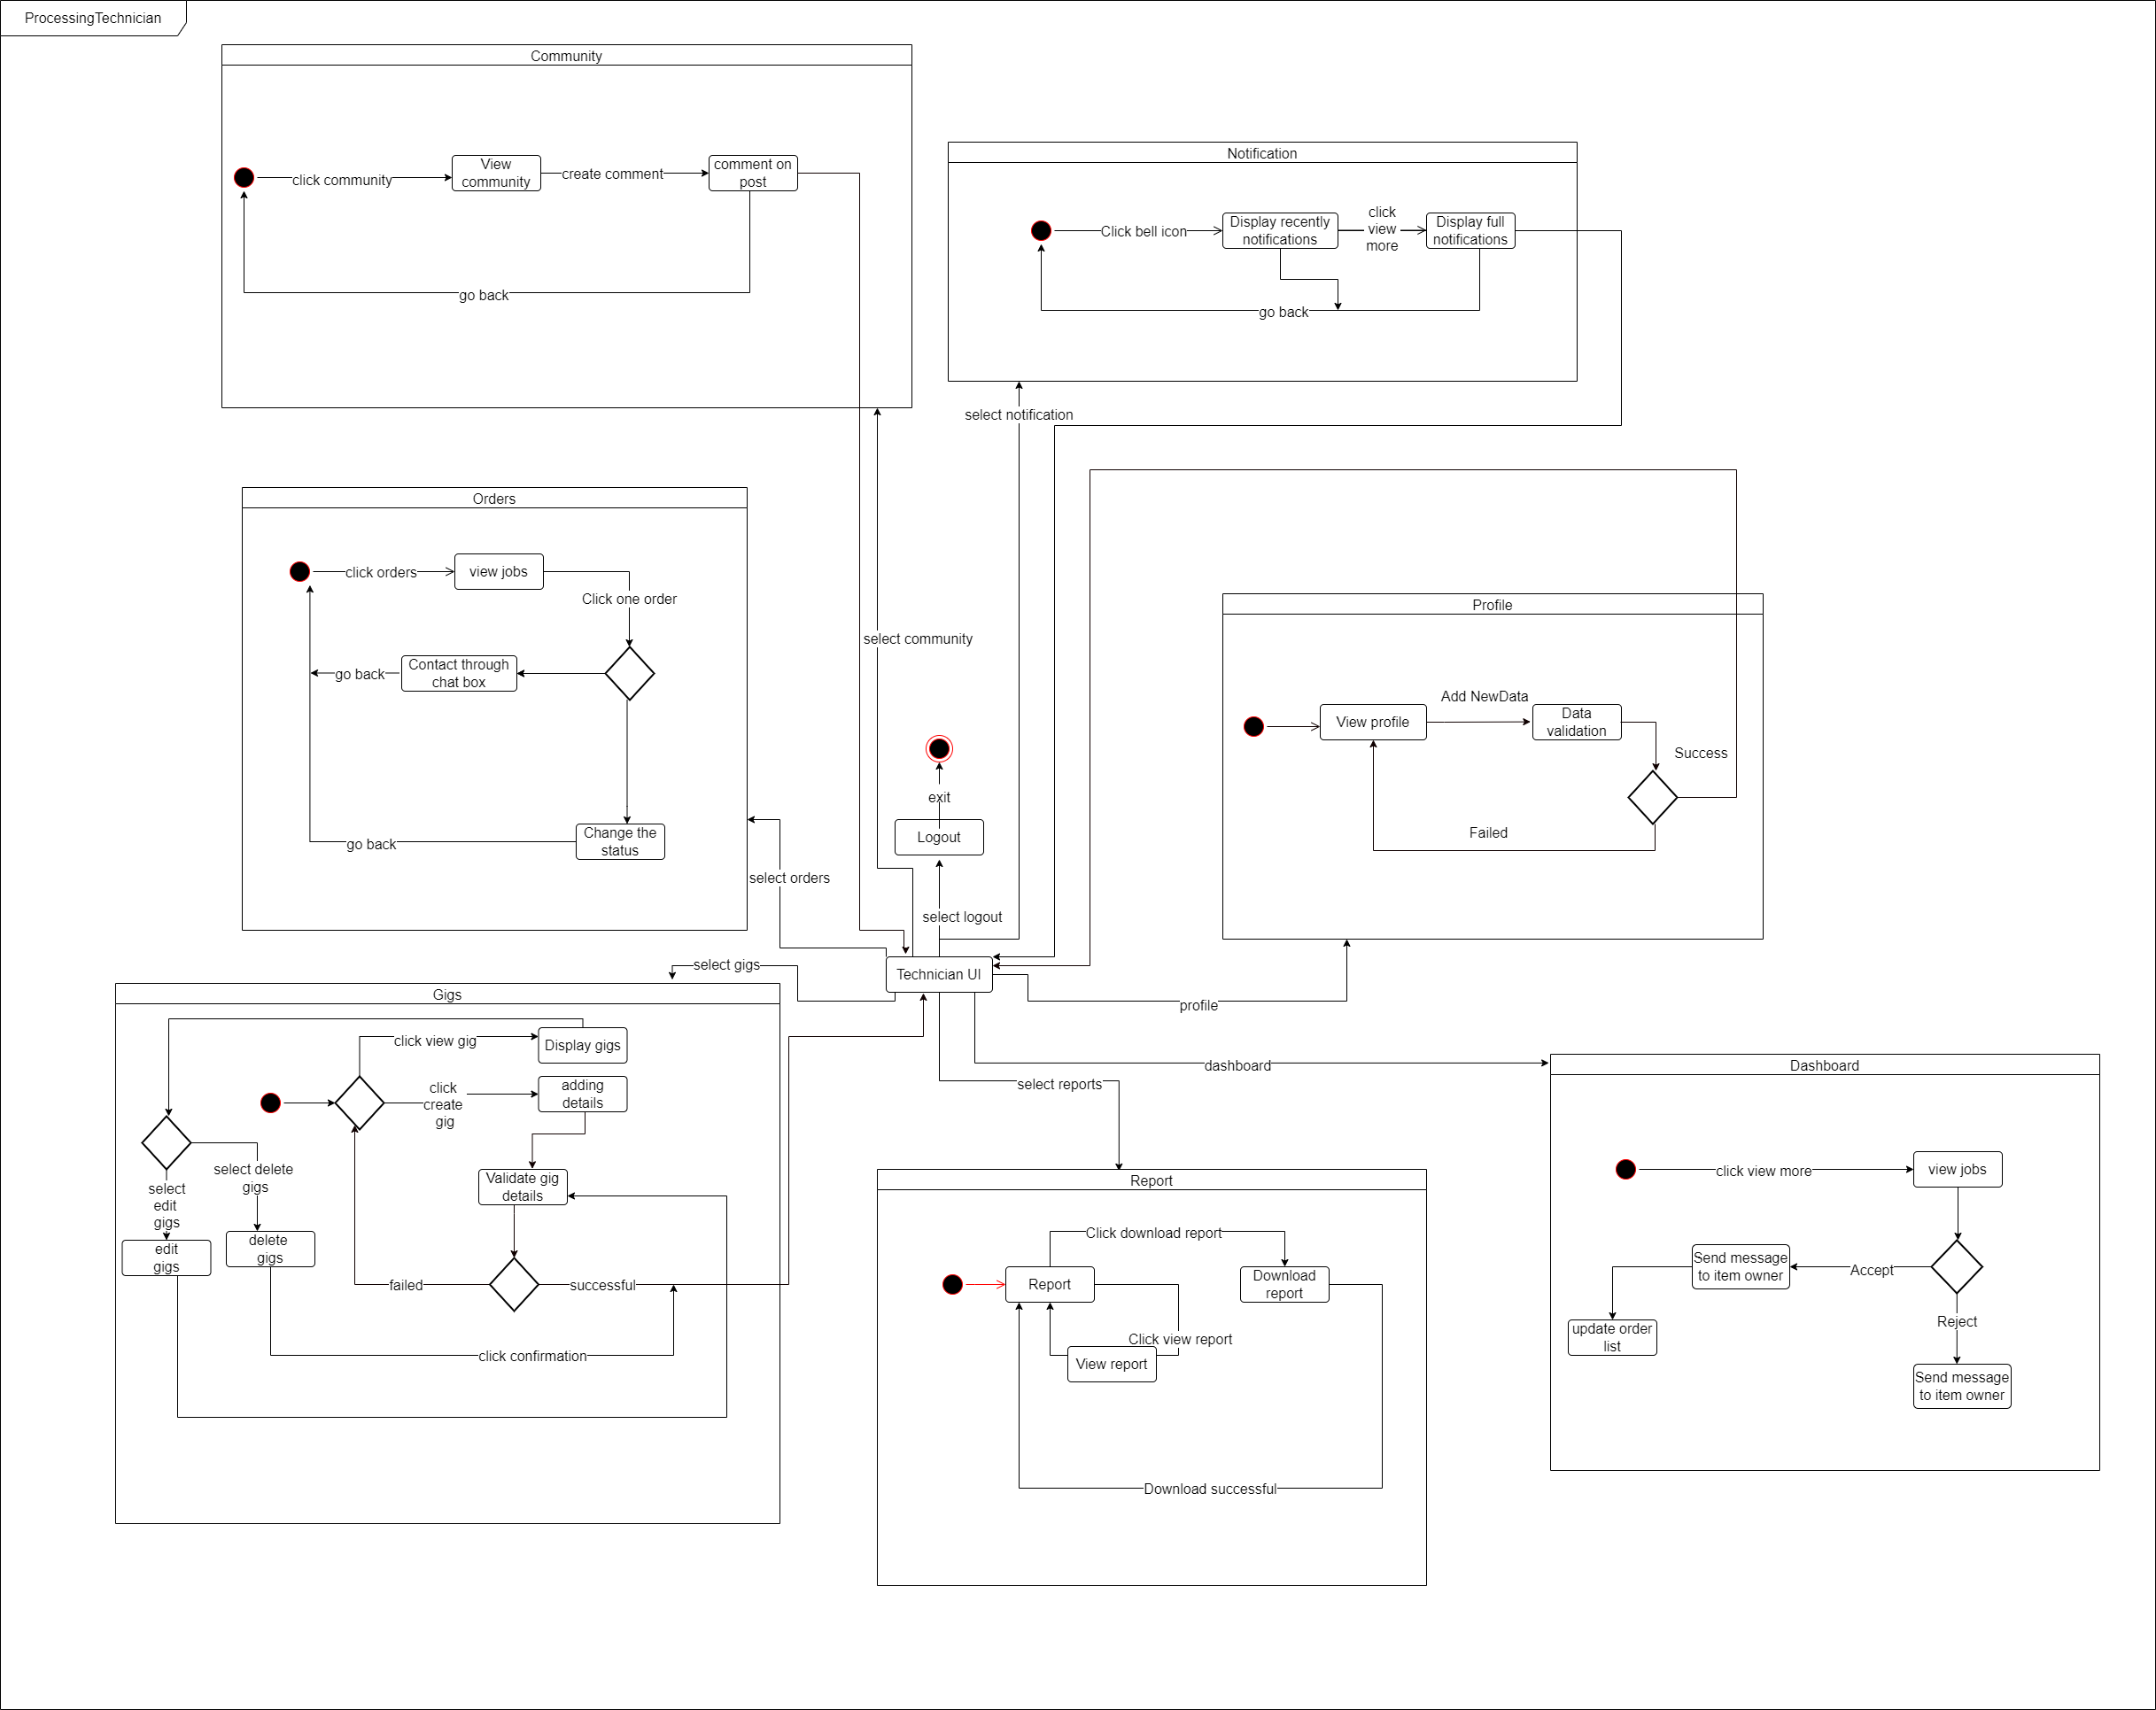 ProcessingTechnician
Community
click community
View
community
create comment
comment on
post
go back
Notification
Click bell icon
Display recently
notifications
click
view
more
Display full
notifications
go back
select notification
Orders
click orders
view jobs
Click one order
Contact through
chat box
go back
Change the
status
go back
select orders
select community
exit
Logout
select logout
Technician UI
Profile
View profile
Add NewData
Data
validation
Success
Failed
profile
select gigs
Gigs
click view gig
Display gigs
click
create
gig
adding
details
select delete
gigs
select
edit
gigs
edit
gigs
delete
gigs
Validate gig
details
failed
successful
click confirmation
select reports
dashboard
Report
Click download report
Report
Download
report
Click view report
View report
Download successful
Dashboard
click view more
view jobs
Send message
to item owner
Accept
update order
list
Reject
Send message
to item owner